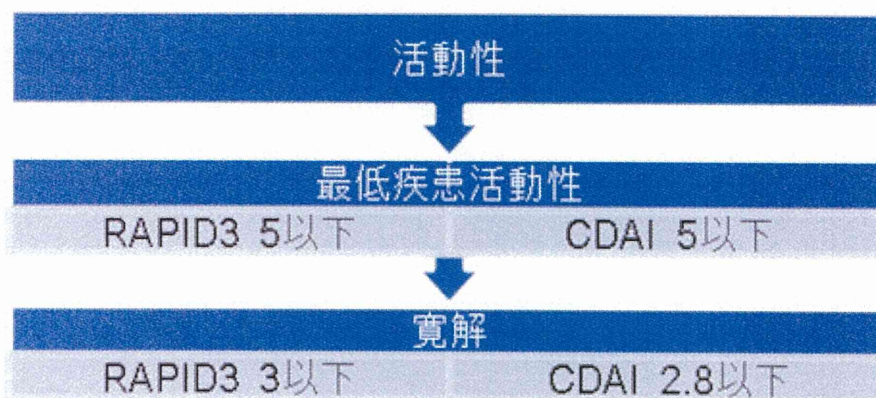 活動性
最低疾患活動性
RAPID3 5以下 CDAI 5以下
寛解
RAPID3 3以下 CDAI 2.8以下